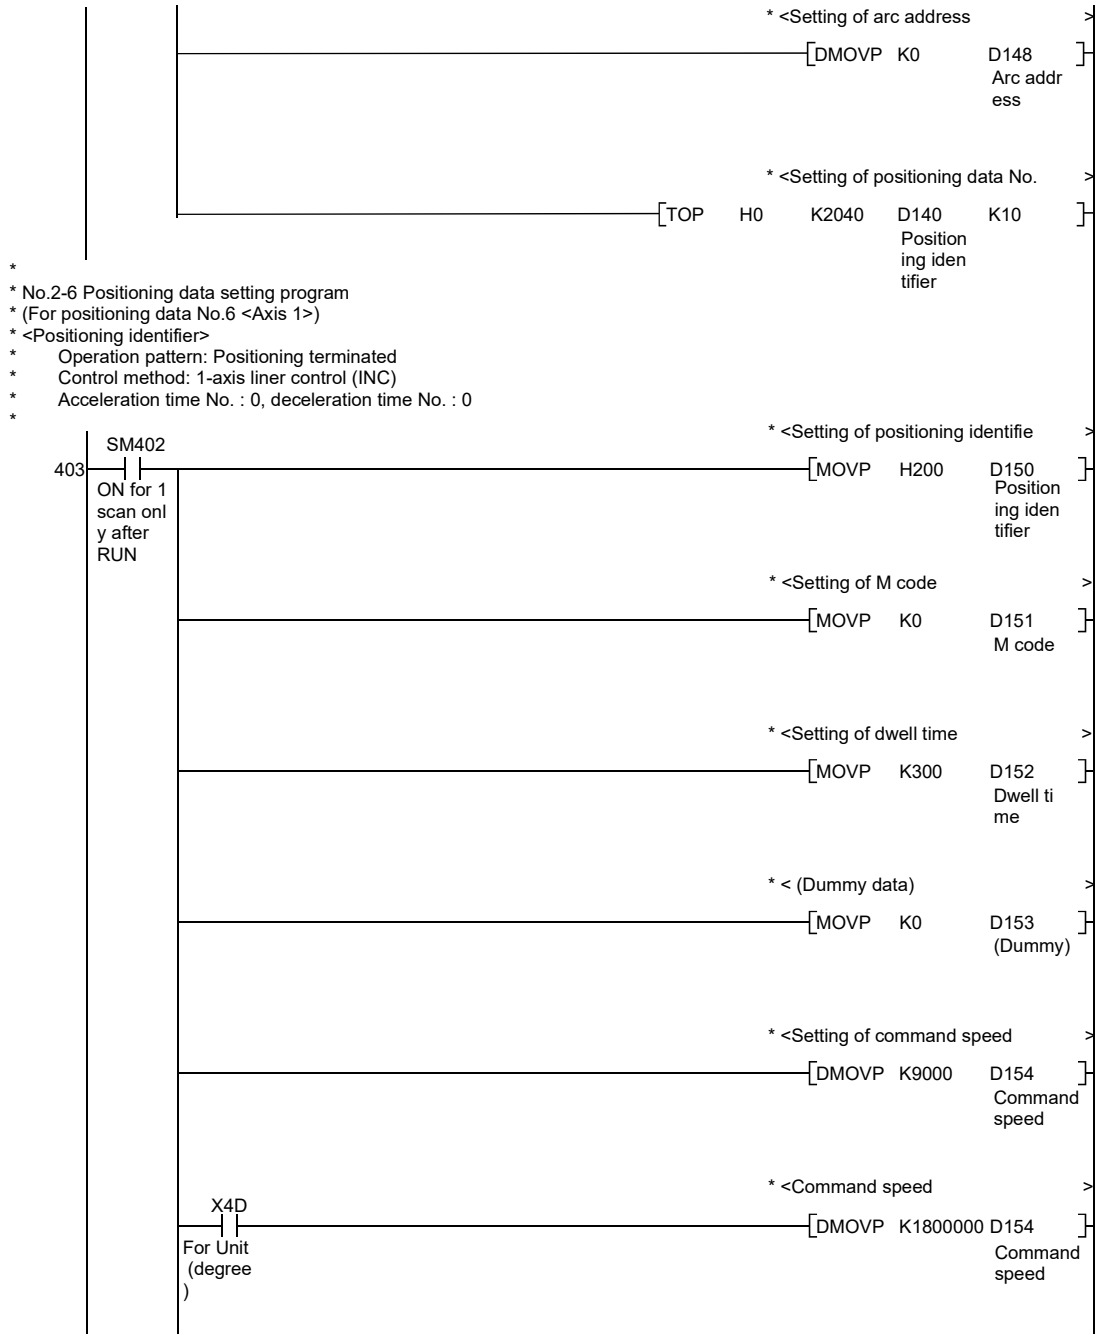 * <Setting of arc address >
DMOVP K0 D148
Arc addr
ess
* <Setting of positioning data No. >
TOP H0 K2040 D140 K10
Position
ing iden
tifier
*
* No.2-6 Positioning data setting program
* (For positioning data No.6 <Axis 1>)
* <Positioning identifier>
* Operation pattern: Positioning terminated
* Control method: 1-axis liner control (INC)
* Acceleration time No. : 0, deceleration time No. : 0
*
* <Setting of positioning identifie >
SM402
403 MOVP H200 D150
ON for 1
scan onl
y after
RUN
Position
ing iden
tifier
* <Setting of M code >
MOVP K0 D151
M code
* <Setting of dwell time >
MOVP K300 D152
Dwell ti
me
* < (Dummy data) >
MOVP K0 D153
(Dummy)
* <Setting of command speed >
DMOVP K9000 D154
Command
speed
* <Command speed >
X4D
DMOVP K1800000 D154
For Unit
(degree
)
Command
speed